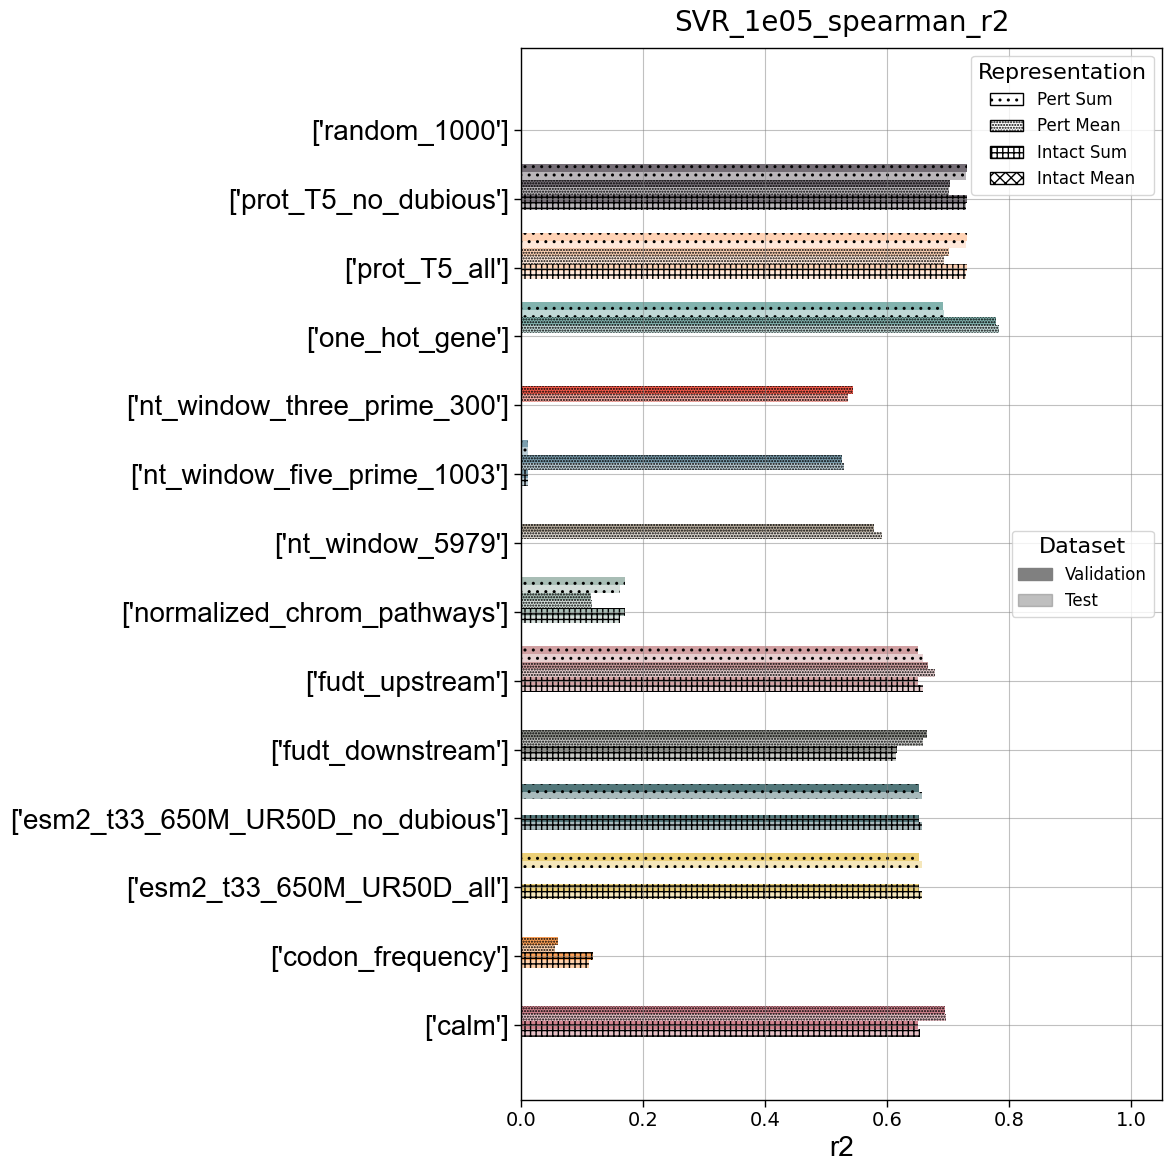 SVR_1e05_spearman_r2
Representation
Pert Sum
Pert Mean
Intact Sum
Intact Mean
['random_1000']
['prot_T5_no_dubious']
['prot_T5_all']
['one_hot_gene']
['nt_window_three_prime_300']
['nt_window_five_prime_1003']
['nt_window_5979']
Dataset
Validation
Test
['normalized_chrom_pathways']
['fudt_upstream']
['fudt_downstream']
['esm2_t33_650M_UR50D_no_dubious']
['esm2_t33_650M_UR50D_all']
['codon_frequency']
['calm']
0.0 0.2 0.4 0.6 0.8 1.0
r2